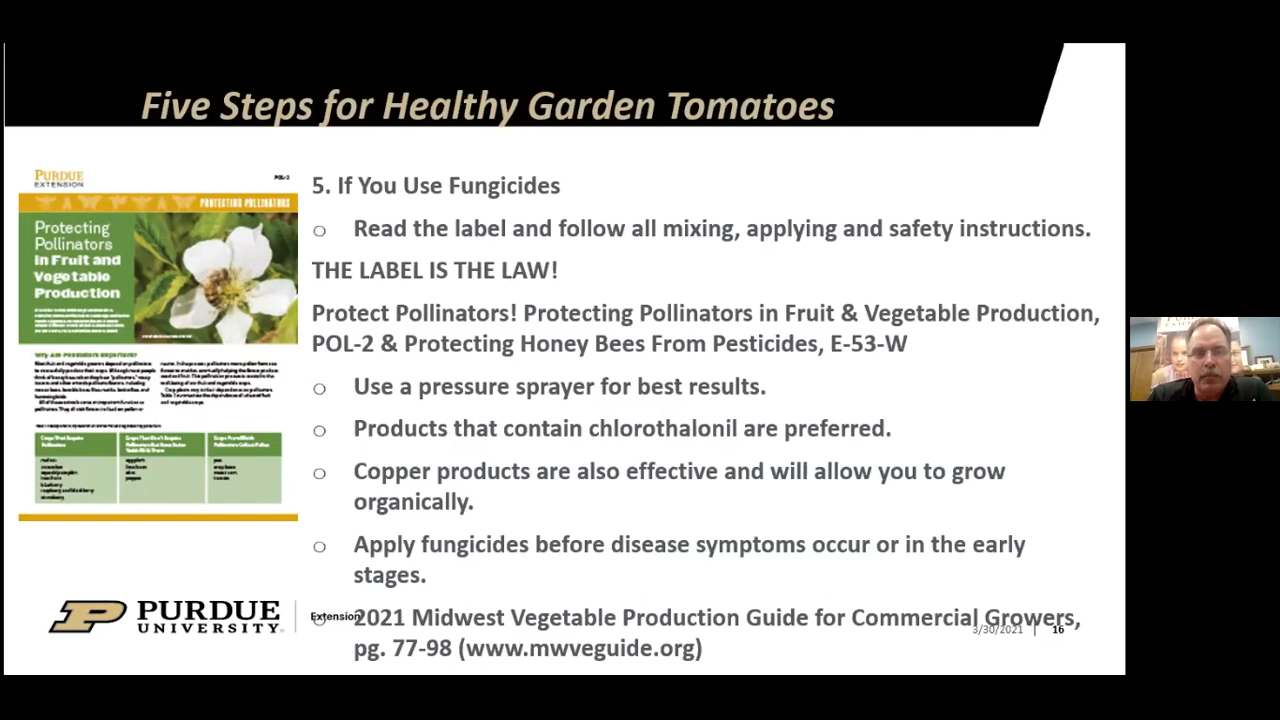 Five Steps for Healthy Garden Tomatoes
PURDUE
EXTENSION
POL-2
PROTECTING POLLINATORS
Protecting
Pollinators
in Fruit and
Vegetable
Production
Why Are Pollinators Important?
5. If You Use Fungicides
Read the label and follow all mixing, applying and safety instructions.
THE LABEL IS THE LAW!
Protect Pollinators! Protecting Pollinators in Fruit & Vegetable Production,
POL-2 & Protecting Honey Bees From Pesticides, E-53-W
Use a pressure sprayer for best results.
Products that contain chlorothalonil are preferred.
Copper products are also effective and will allow you to grow
organically.
Apply fungicides before disease symptoms occur or in the early
stages.
2021 Midwest Vegetable Production Guide for Commercial Growers,
pg. 77-98 (www.mwveguide.org)
PURDUE
UNIVERSITY
Extension
3/30/2021 | 16